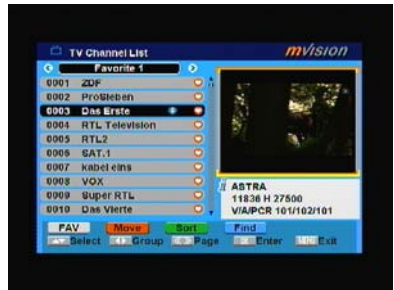 TV Channel List
mvision
Favorite 1
0001 ZDF
0002 ProSieben
0003 Das Erste
0004 RTL Television
0005 RTL2
0006 SAT.1
0007 kabel eins
0008 VOX
0009 Super RTL
0010 Das Vierte
ASTRA
11836 H 27500
V/A/PCR 101/102/101
FAV Move Sort Find
Select Group Page Enter Exit